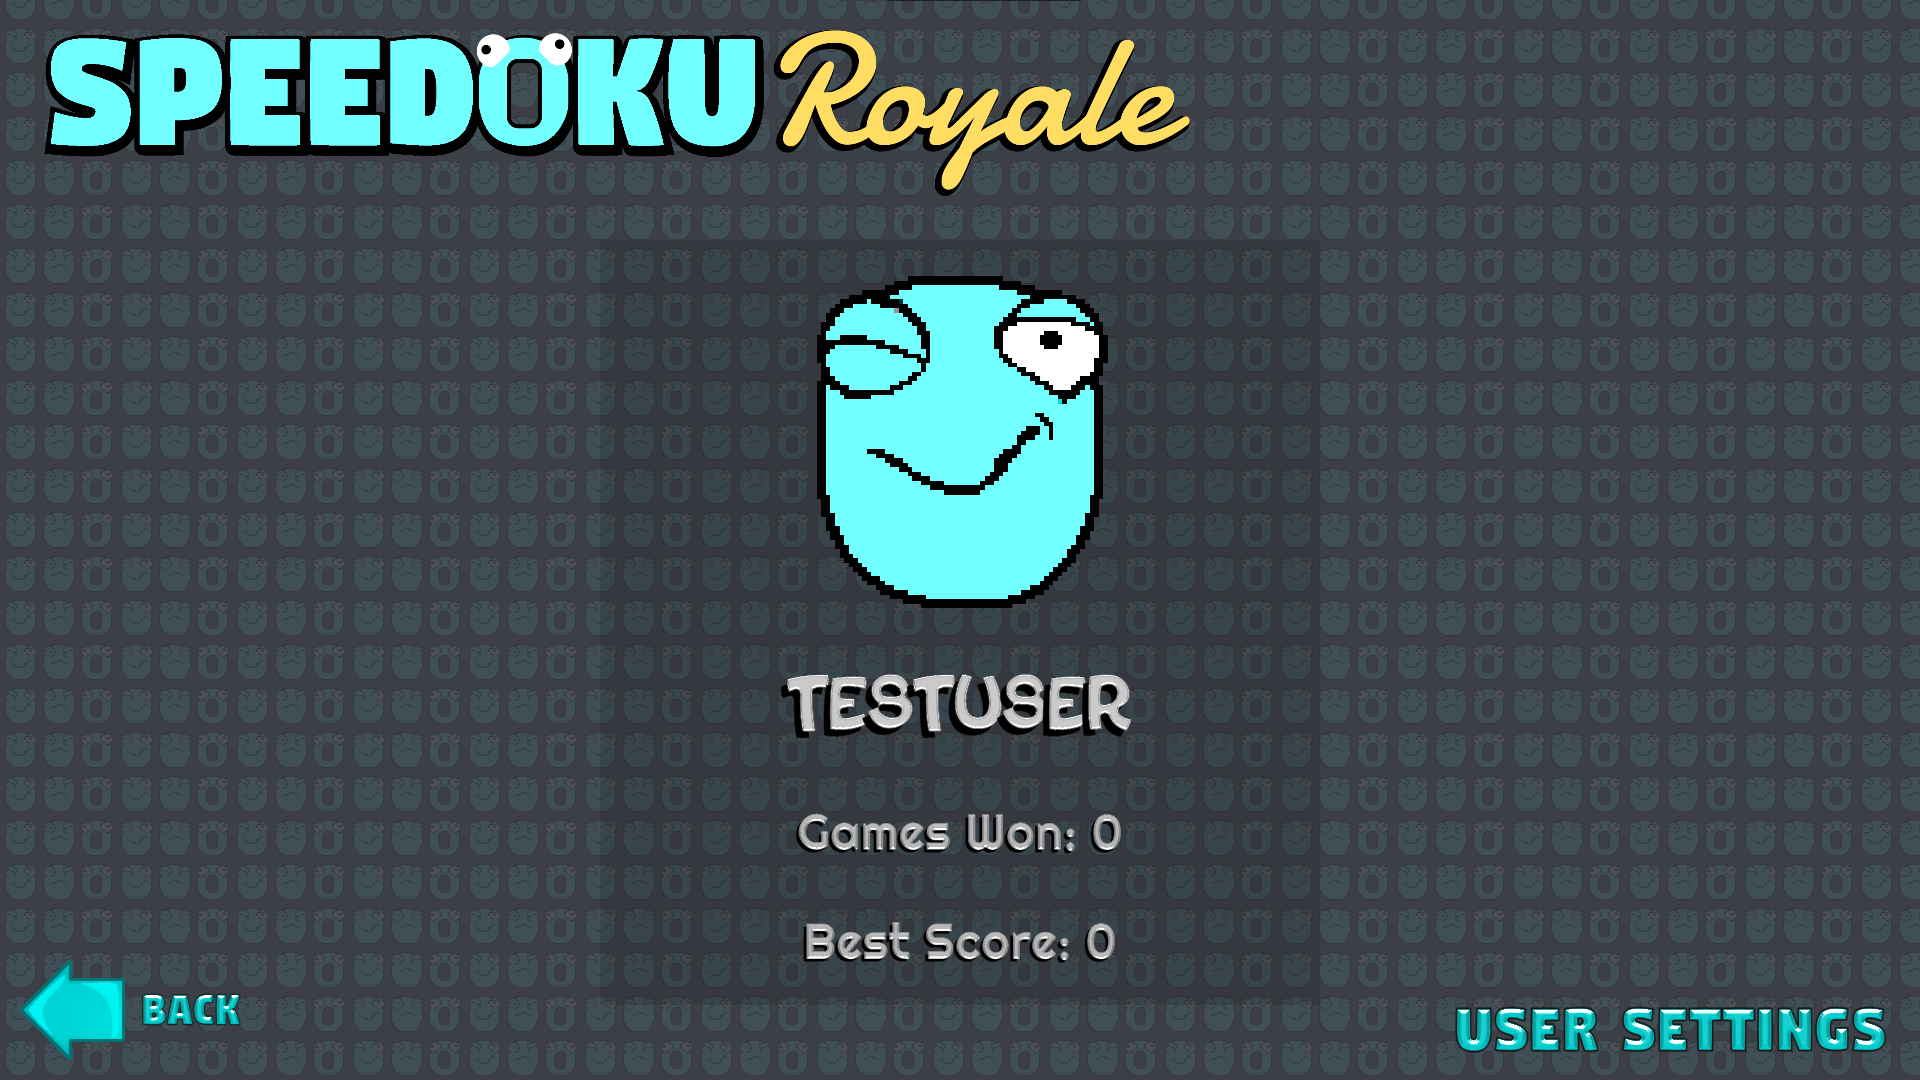 SPEEDOKU Royale
TESTUSER
Games Won: 0
Best Score: 0
BACK
USER SETTINGS